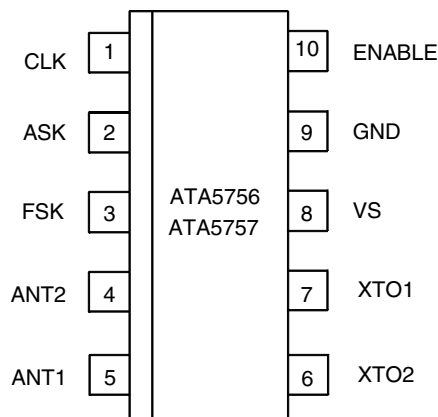 CLK 1 10 ENABLE
ASK 2 9 GND
ATA5756
FSK 3 8 VS
ATA5757
ANT2 4 7 XTO1
ANT1 5 6 XTO2